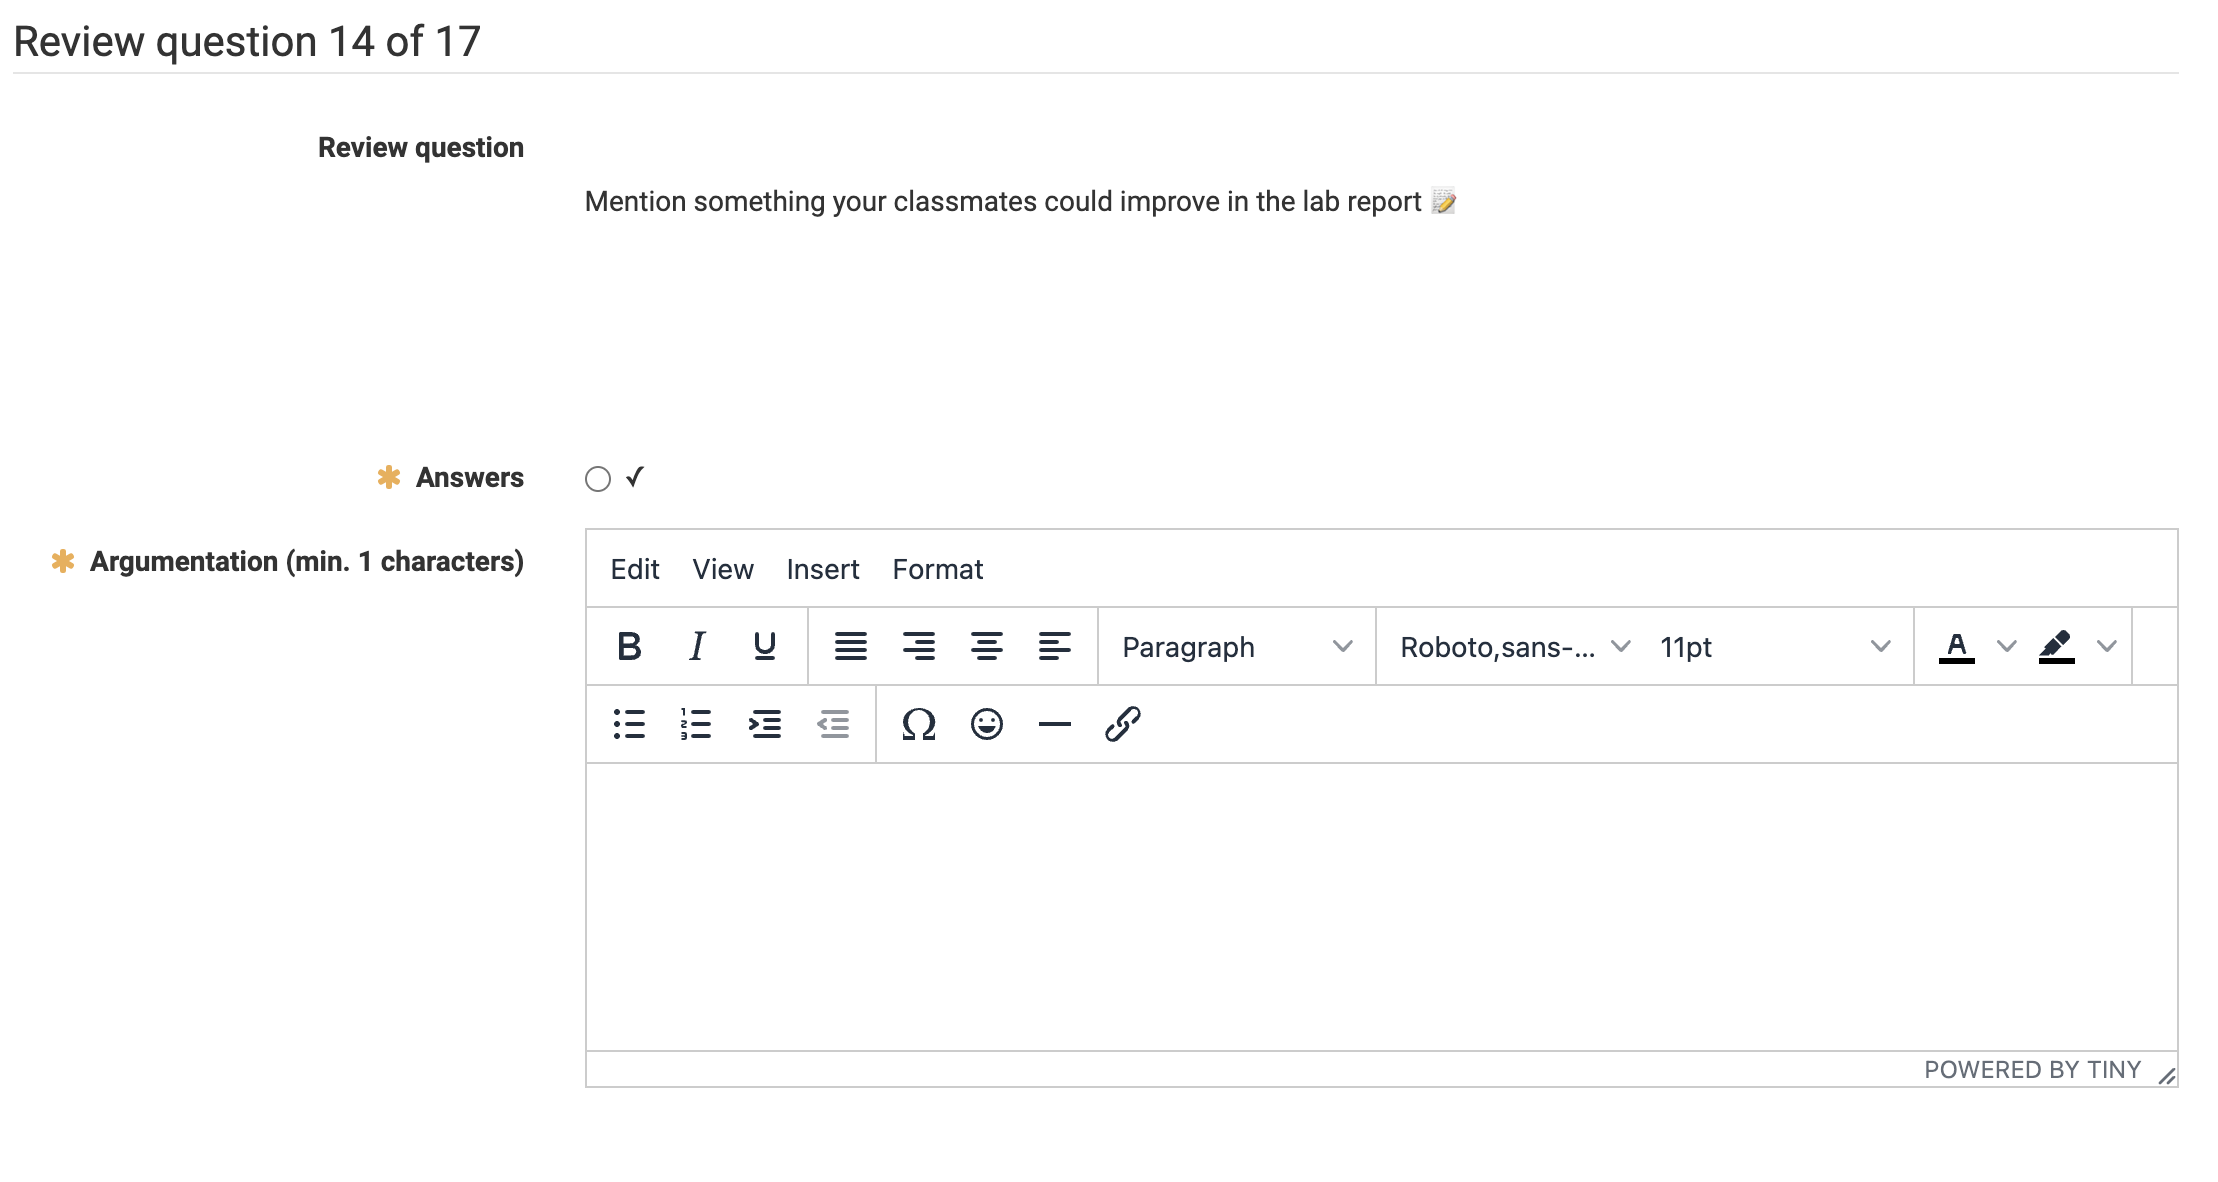 Review question 14 of 17
Review question
Mention something your classmates could improve in the lab report 📝
Answers
✓
Argumentation (min. 1 characters)
Edit View Insert Format
B I U Paragraph Roboto,sans-... 11pt A
Ω
POWERED BY TINY